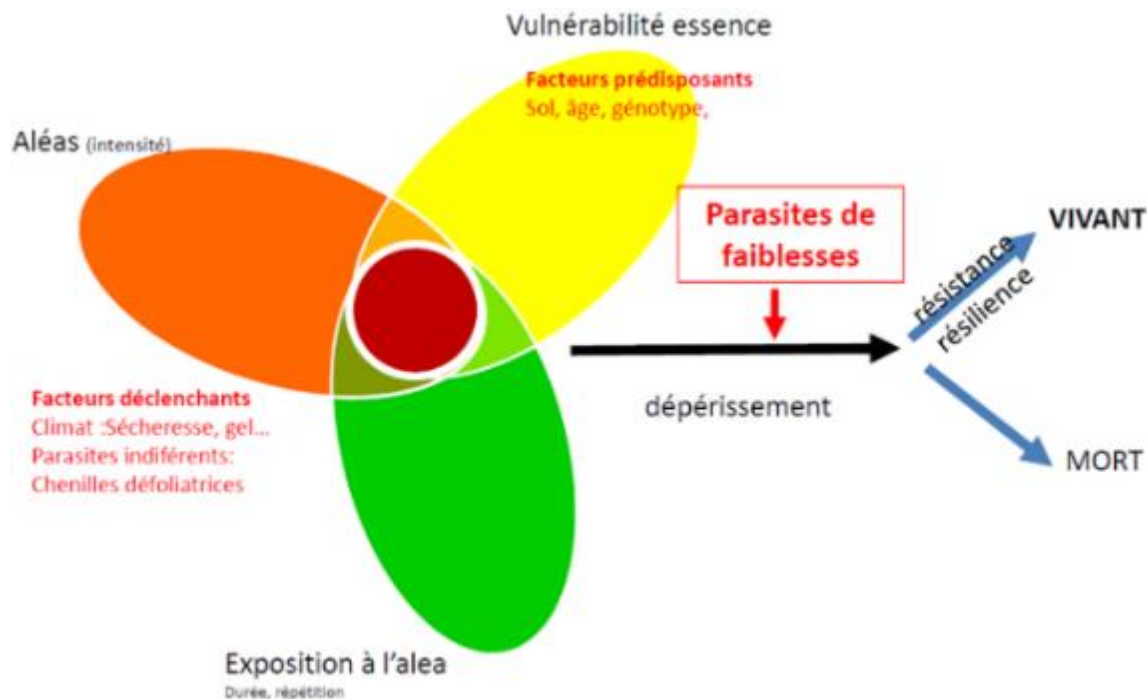 Vulnérabilité essence
Facteurs prédisposants
Sol, âge, génotype,
Aléas (intensité)
Parasites de
faiblesses
VIVANT
résistance
résilience
dépérissement
MORT
Facteurs déclenchants
Climat :Sécheresse, gel...
Parasites indiférents:
Chenilles défoliatrices
Exposition à l'alea
Durée, répétition